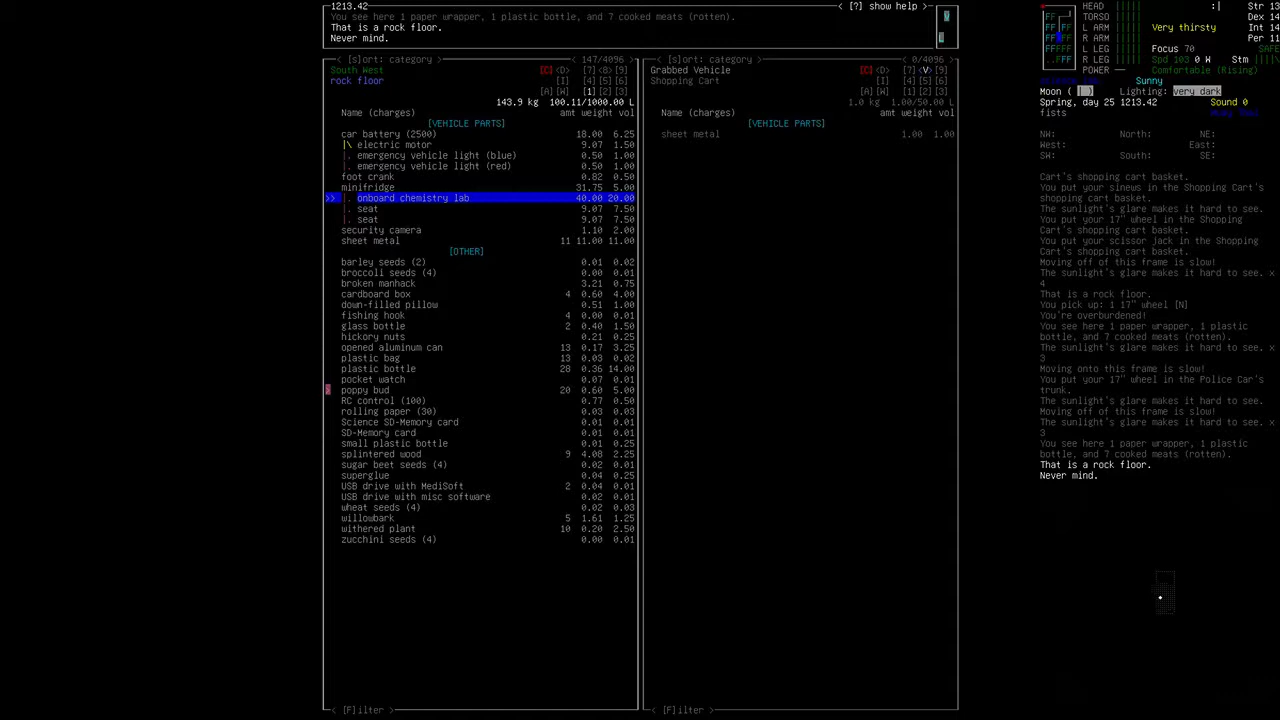 1213.42
< [?] show help >
You see here 1 paper wrapper, 1 plastic bottle, and 7 cooked meats (rotten).
That is a rock floor.
Never mind.
< [S]ort: category > < 147/4096 >
South West [C] <D> [7] <8> [9]
rock floor [I] [4] [5] [6]
[A] [W] [1] [2] [3]
143.9 kg 100.11/1000.00 L
Name (charges) amt weight vol
[VEHICLE PARTS]
car battery (2500) 18.00 6.25
|\ electric motor 9.07 1.50
|. emergency vehicle light (blue) 0.50 1.00
|. emergency vehicle light (red) 0.50 1.00
foot crank 0.82 0.50
minifridge 31.75 5.00
>> |. onboard chemistry lab 40.00 20.00
|. seat 9.07 7.50
|. seat 9.07 7.50
security camera 1.10 2.00
sheet metal 11 11.00 11.00
[OTHER]
barley seeds (2) 0.01 0.02
broccoli seeds (4) 0.00 0.01
broken manhack 3.21 0.75
cardboard box 4 0.60 4.00
down-filled pillow 0.51 1.00
fishing hook 4 0.00 0.01
glass bottle 2 0.40 1.50
hickory nuts 0.21 0.25
opened aluminum can 13 0.17 3.25
plastic bag 13 0.03 0.02
plastic bottle 28 0.36 14.00
pocket watch 0.07 0.01
> poppy bud 20 0.60 5.00
RC control (100) 0.77 0.50
rolling paper (30) 0.03 0.03
Science SD-Memory card 0.01 0.01
SD-Memory card 0.01 0.01
small plastic bottle 0.01 0.25
splintered wood 9 4.08 2.25
sugar beet seeds (4) 0.02 0.01
superglue 0.04 0.25
USB drive with MediSoft 2 0.04 0.01
USB drive with misc software 0.02 0.01
wheat seeds (4) 0.02 0.03
willowbark 5 1.61 1.25
withered plant 10 0.20 2.50
zucchini seeds (4) 0.00 0.01
< [F]ilter >
< [S]ort: category > < 0/4096 >
Grabbed Vehicle [C] <D> [7] <V> [9]
Shopping Cart [I] [4] [5] [6]
[A] [W] [1] [2] [3]
1.0 kg 1.00/50.00 L
Name (charges) amt weight vol
[VEHICLE PARTS]
sheet metal 1.00 1.00
< [F]ilter >
V
L
HEAD ||||| :| Str 13
TORSO ||||| Dex 14
L ARM ||||| Very thirsty Int 14
R ARM ||||| Per 11
L LEG ||||| Focus 70 SAFE
R LEG ||||| Spd 103 0 W Stm
POWER — Comfortable (Rising)
Sunny
Moon ( | ) Lighting: very dark
Spring, day 25 1213.42 Sound 0
fists
NW: North: NE:
West: East:
SW: South: SE:
Cart's shopping cart basket.
You put your sinews in the Shopping Cart's
shopping cart basket.
The sunlight's glare makes it hard to see.
You put your 17" wheel in the Shopping
Cart's shopping cart basket.
You put your scissor jack in the Shopping
Cart's shopping cart basket.
Moving off of this frame is slow!
The sunlight's glare makes it hard to see. x
4
That is a rock floor.
You pick up: 1 17" wheel [N]
You're overburdened!
You see here 1 paper wrapper, 1 plastic
bottle, and 7 cooked meats (rotten).
The sunlight's glare makes it hard to see. x
3
Moving onto this frame is slow!
You put your 17" wheel in the Police Car's
trunk.
The sunlight's glare makes it hard to see.
Moving off of this frame is slow!
The sunlight's glare makes it hard to see. x
3
You see here 1 paper wrapper, 1 plastic
bottle, and 7 cooked meats (rotten).
That is a rock floor.
Never mind.